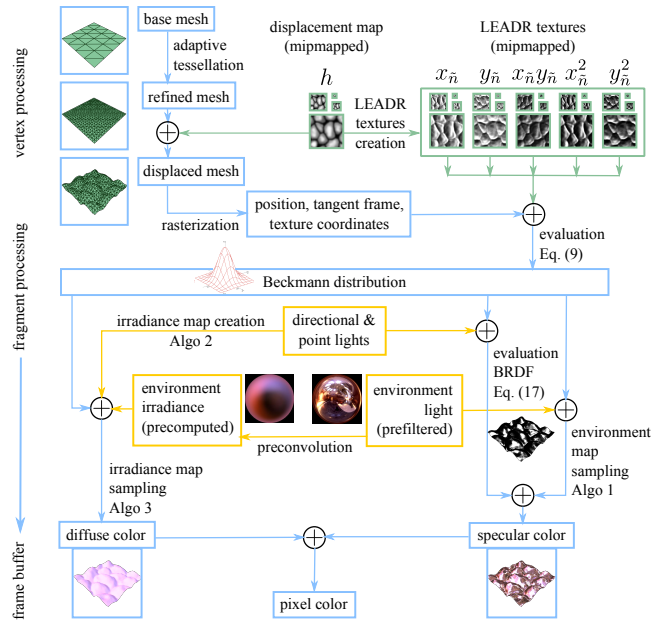 base mesh
adaptive
tessellation
refined mesh
displaced mesh
rasterization
displacement map
(mipmapped)
h
LEADR
textures
creation
LEADR textures
(mipmapped)
x_ñ y_ñ x_ñ y_ñ x²_ñ y²_ñ
position, tangent frame,
texture coordinates
evaluation
Eq. (9)
Beckmann distribution
irradiance map creation
Algo 2
directional &
point lights
evaluation
BRDF
Eq. (17)
environment
irradiance
(precomputed)
environment
light
(prefiltered)
preconvolution
irradiance map
sampling
Algo 3
environment
map
sampling
Algo 1
diffuse color
specular color
pixel color
vertex processing
fragment processing
frame buffer